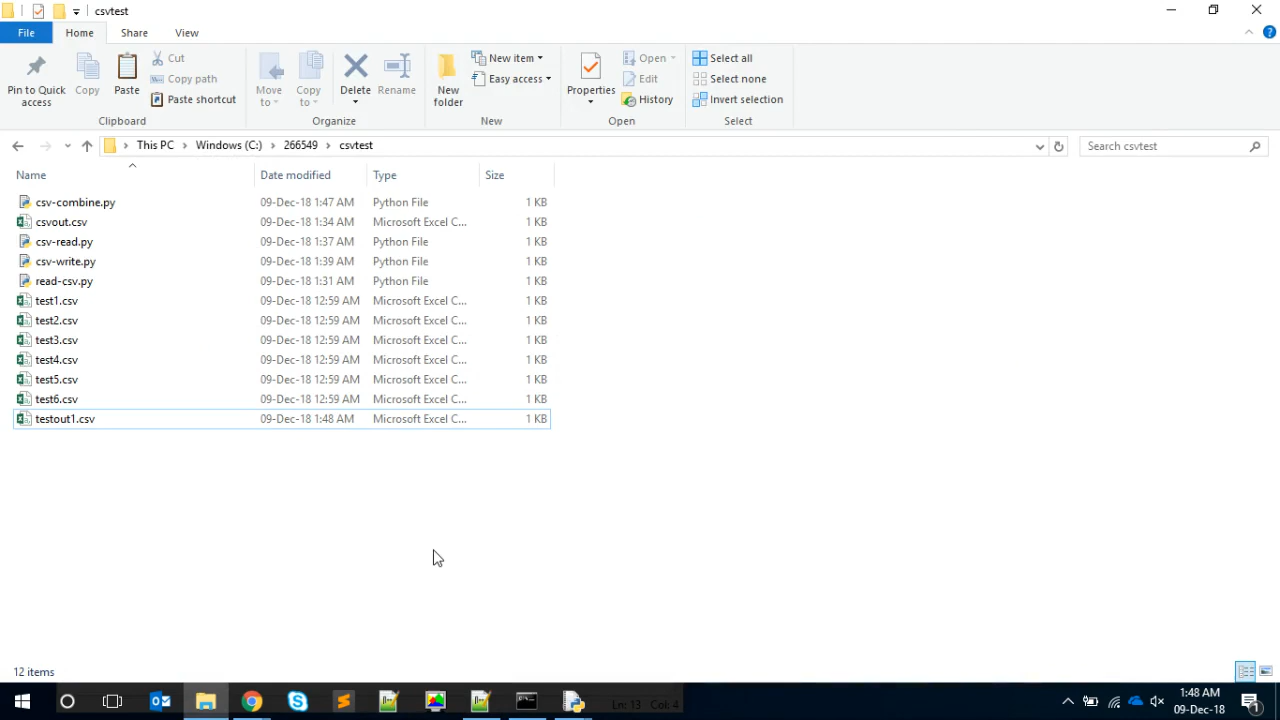 csvtest
File Home Share View
Pin to Quick access
Copy
Paste
Cut
Copy path
Paste shortcut
Clipboard
Move to
Copy to
Delete
Rename
Organize
New folder
New item
Easy access
New
Properties
Open
Edit
History
Open
Select all
Select none
Invert selection
Select
This PC > Windows (C:) > 266549 > csvtest
Search csvtest
Name Date modified Type Size
csv-combine.py 09-Dec-18 1:47 AM Python File 1 KB
csvout.csv 09-Dec-18 1:34 AM Microsoft Excel C... 1 KB
csv-read.py 09-Dec-18 1:37 AM Python File 1 KB
csv-write.py 09-Dec-18 1:39 AM Python File 1 KB
read-csv.py 09-Dec-18 1:31 AM Python File 1 KB
test1.csv 09-Dec-18 12:59 AM Microsoft Excel C... 1 KB
test2.csv 09-Dec-18 12:59 AM Microsoft Excel C... 1 KB
test3.csv 09-Dec-18 12:59 AM Microsoft Excel C... 1 KB
test4.csv 09-Dec-18 12:59 AM Microsoft Excel C... 1 KB
test5.csv 09-Dec-18 12:59 AM Microsoft Excel C... 1 KB
test6.csv 09-Dec-18 12:59 AM Microsoft Excel C... 1 KB
testout1.csv 09-Dec-18 1:48 AM Microsoft Excel C... 1 KB
12 items
Ln: 13 Col: 4
1:48 AM
09-Dec-18
1